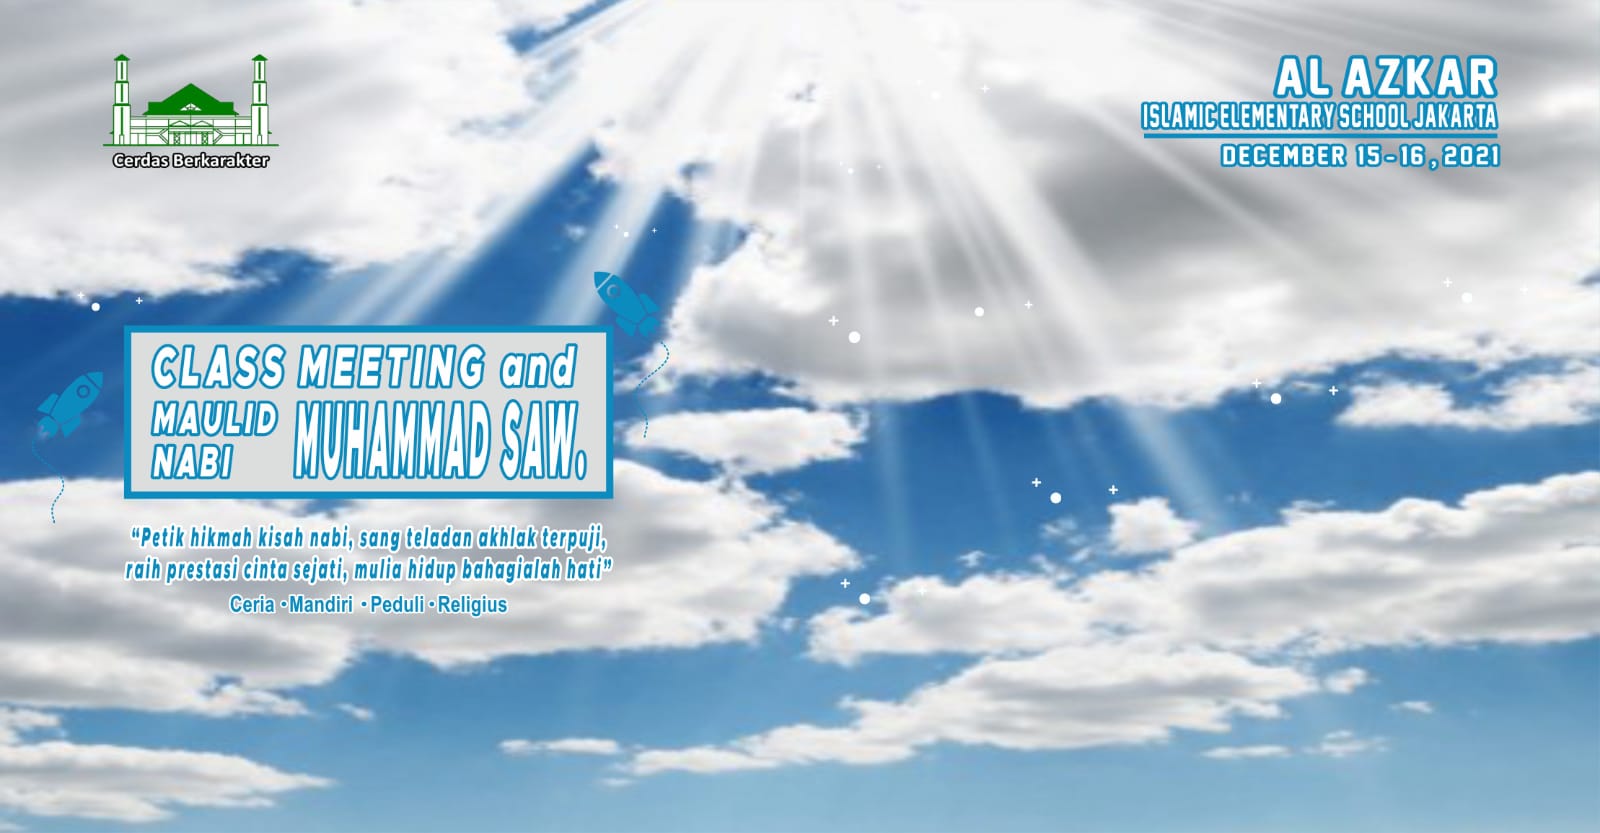 Cerdas Berkarakter
AL AZKAR
ISLAMIC ELEMENTARY SCHOOL JAKARTA
DECEMBER 15-16, 2021
CLASS MEETING and
MAULID NABI MUHAMMAD SAW.
“Petik hikmah kisah nabi, sang teladan akhlak terpuji,
raih prestasi cinta sejati, mulia hidup bahagialah hati”
Ceria • Mandiri • Peduli • Religius